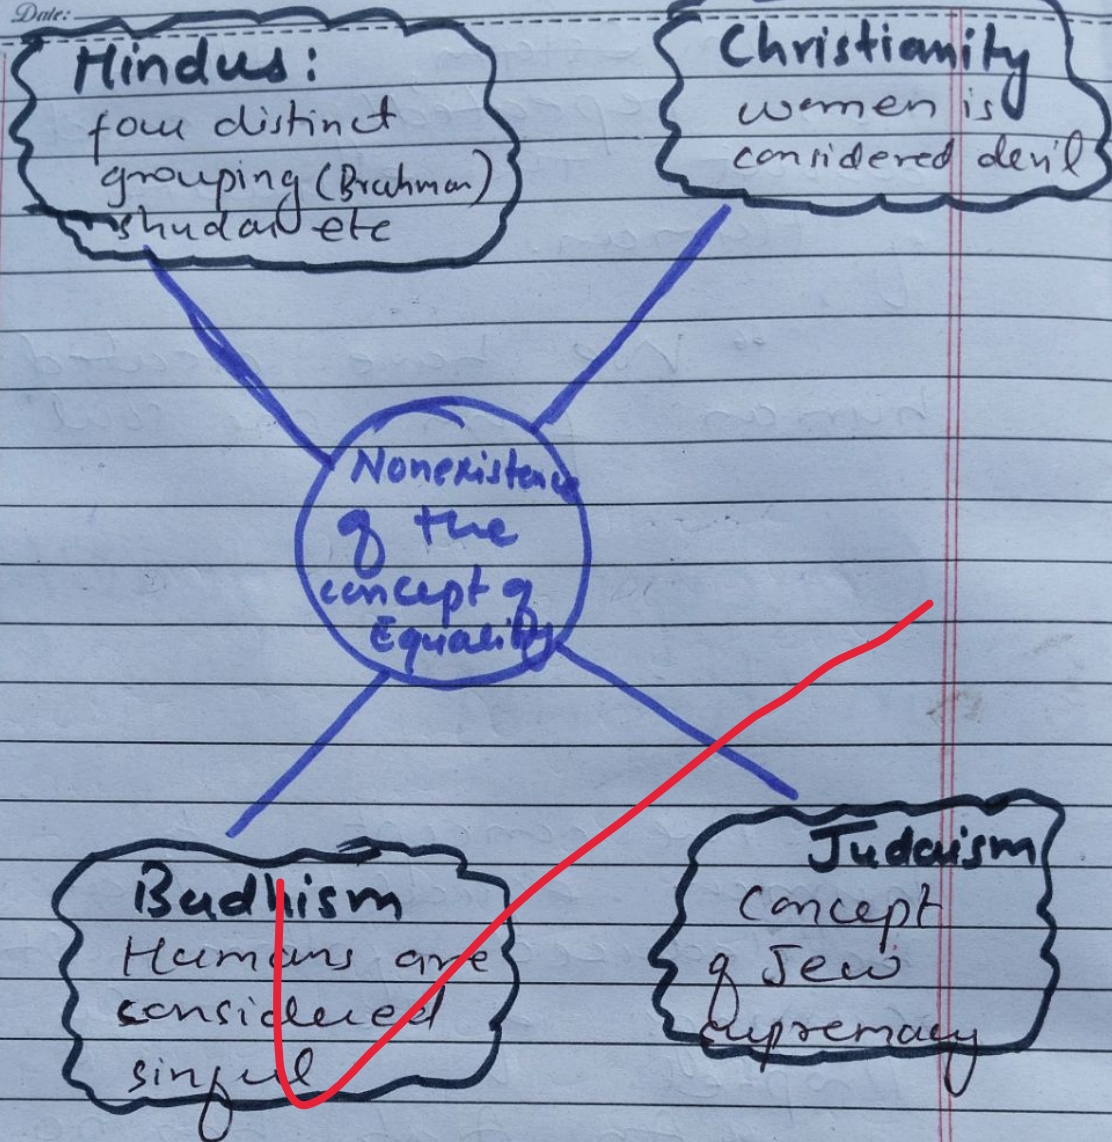 Date:
Hindus:
four distinct
grouping (Brahman)
shudar etc
Christianity
women is
considered devil
Nonexistence
of the
concept of
Equality
Budhism
Humans are
considered
sinful
Judaism
Concept
of Jew
supremacy